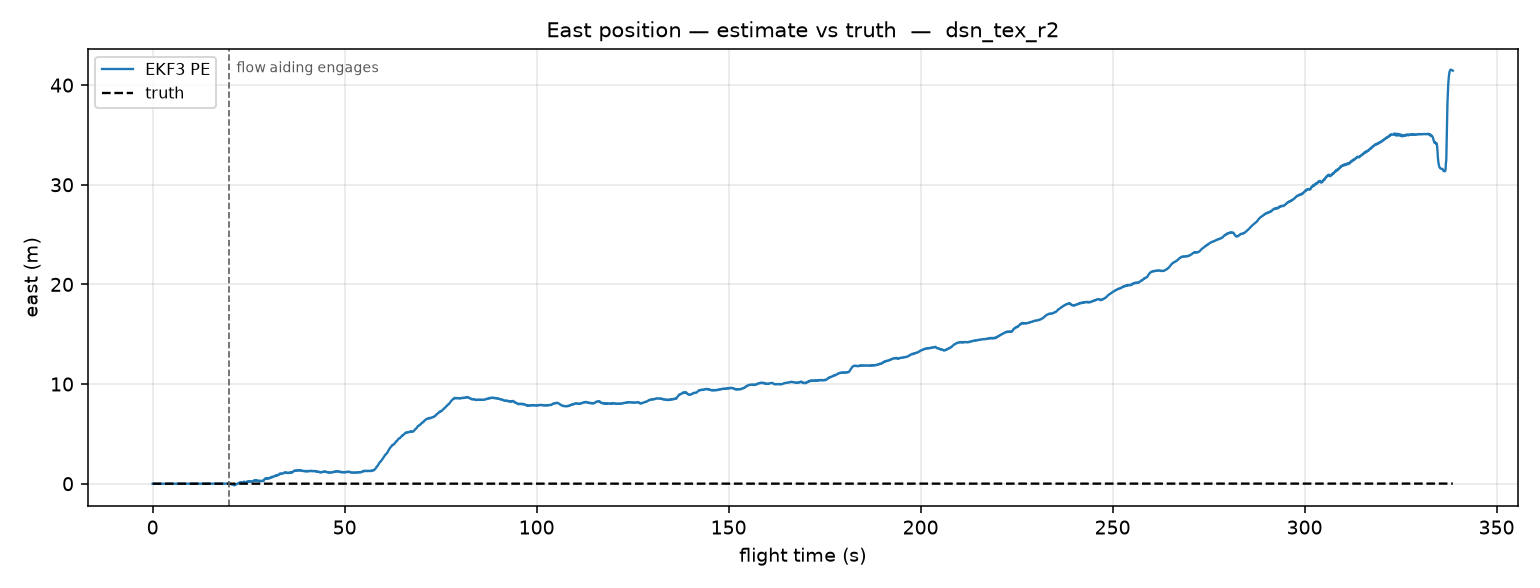 East position — estimate vs truth — dsn_tex_r2
EKF3 PE
truth
flow aiding engages
east (m)
40
30
20
10
0
0 50 100 150 200 250 300 350
flight time (s)